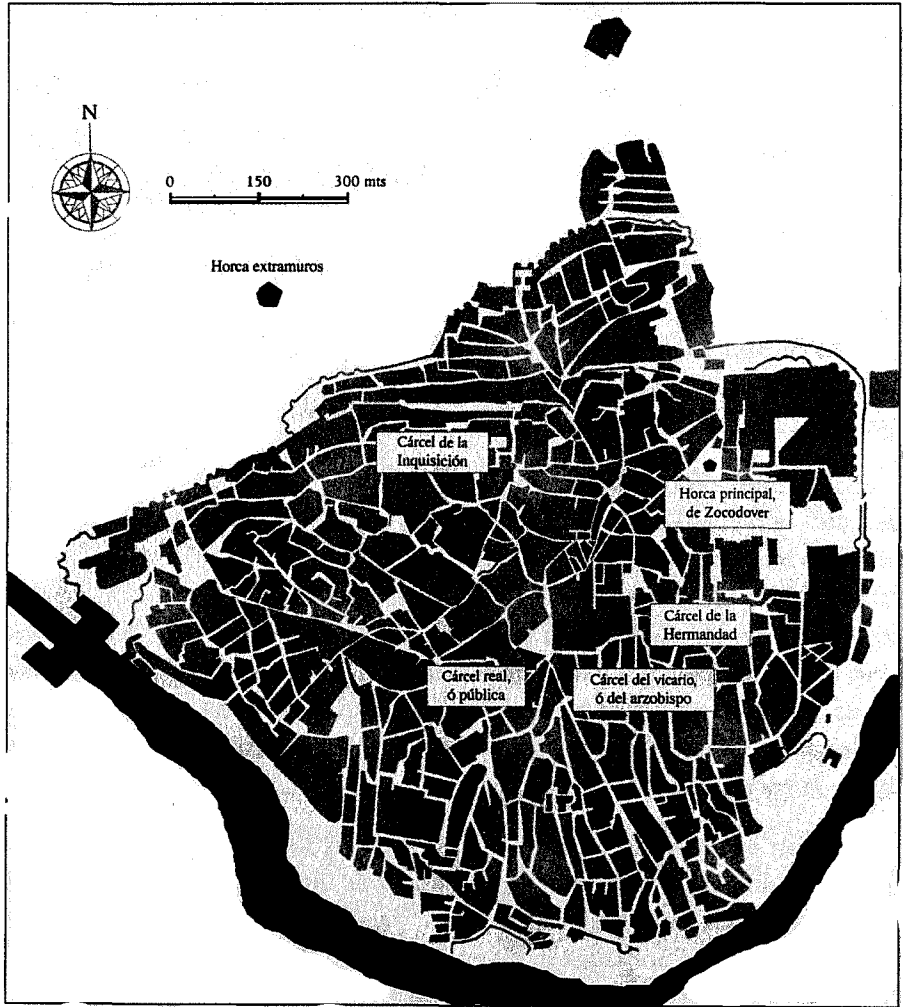 N
0 150 300 mts
Horca extramuros
Cárcel de la
Inquisición
Horca principal,
de Zocodover
Cárcel de la
Hermandad
Cárcel real,
ó pública
Cárcel del vicario,
ó del arzobispo